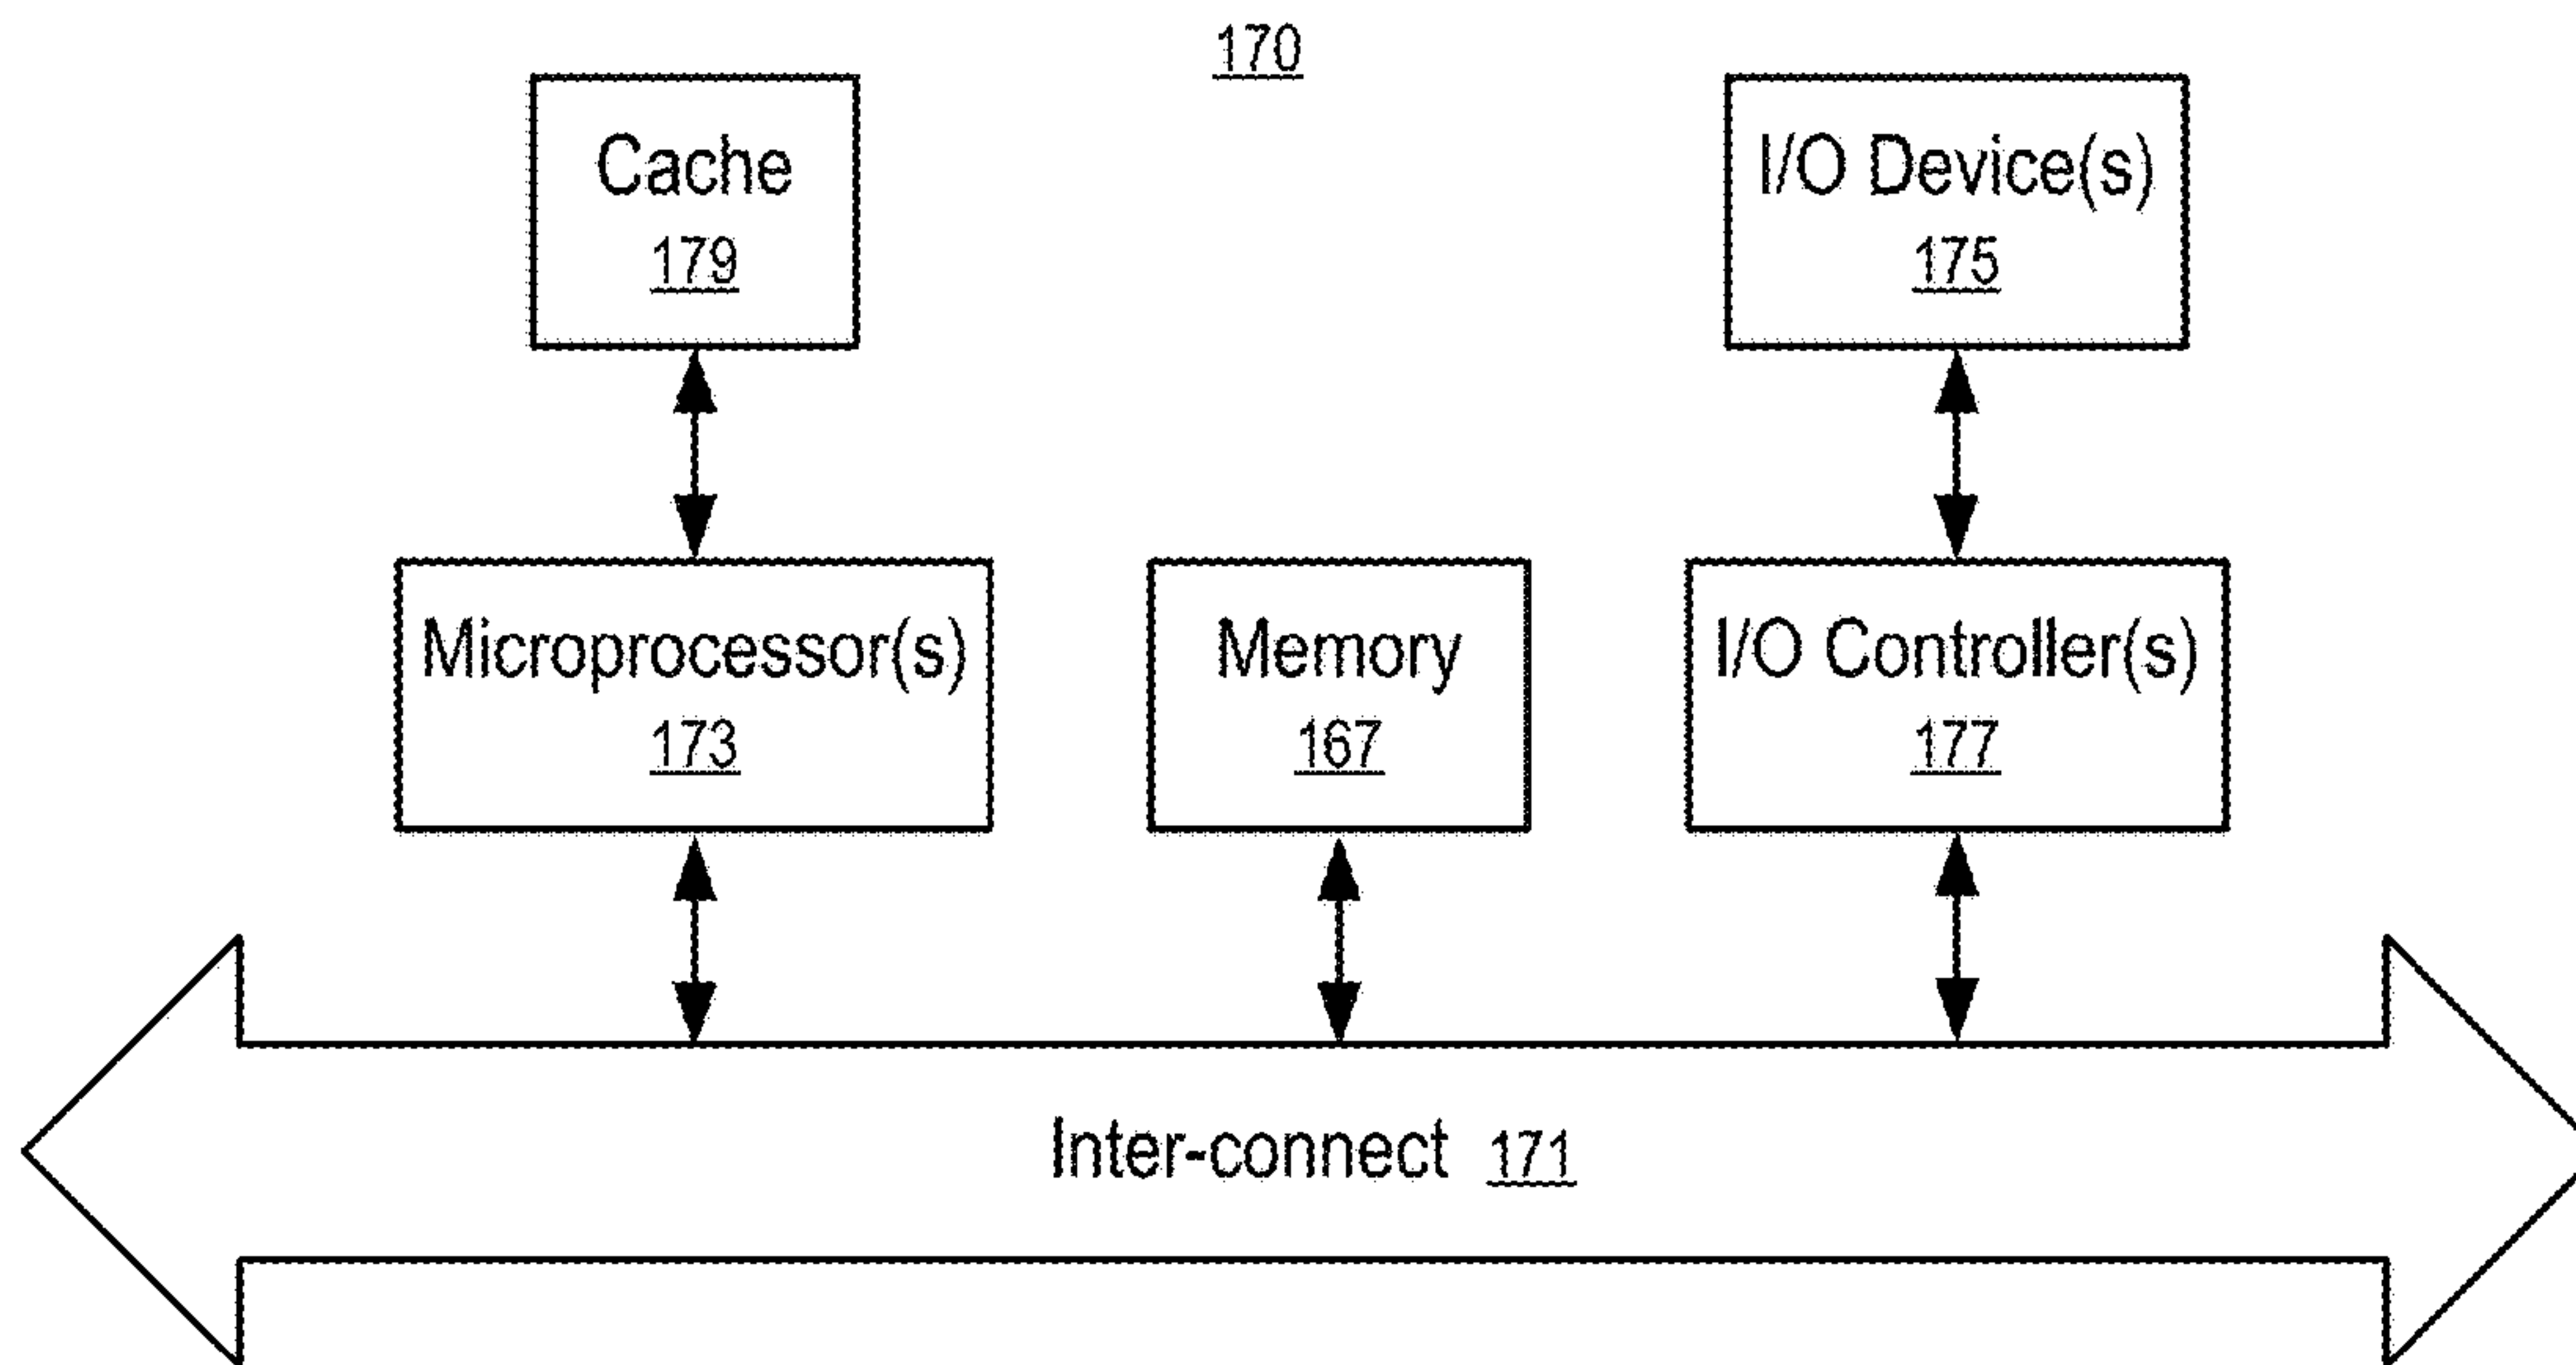 170
Cache
179
I/O Device(s)
175
Microprocessor(s)
173
Memory
167
I/O Controller(s)
177
Inter-connect 171